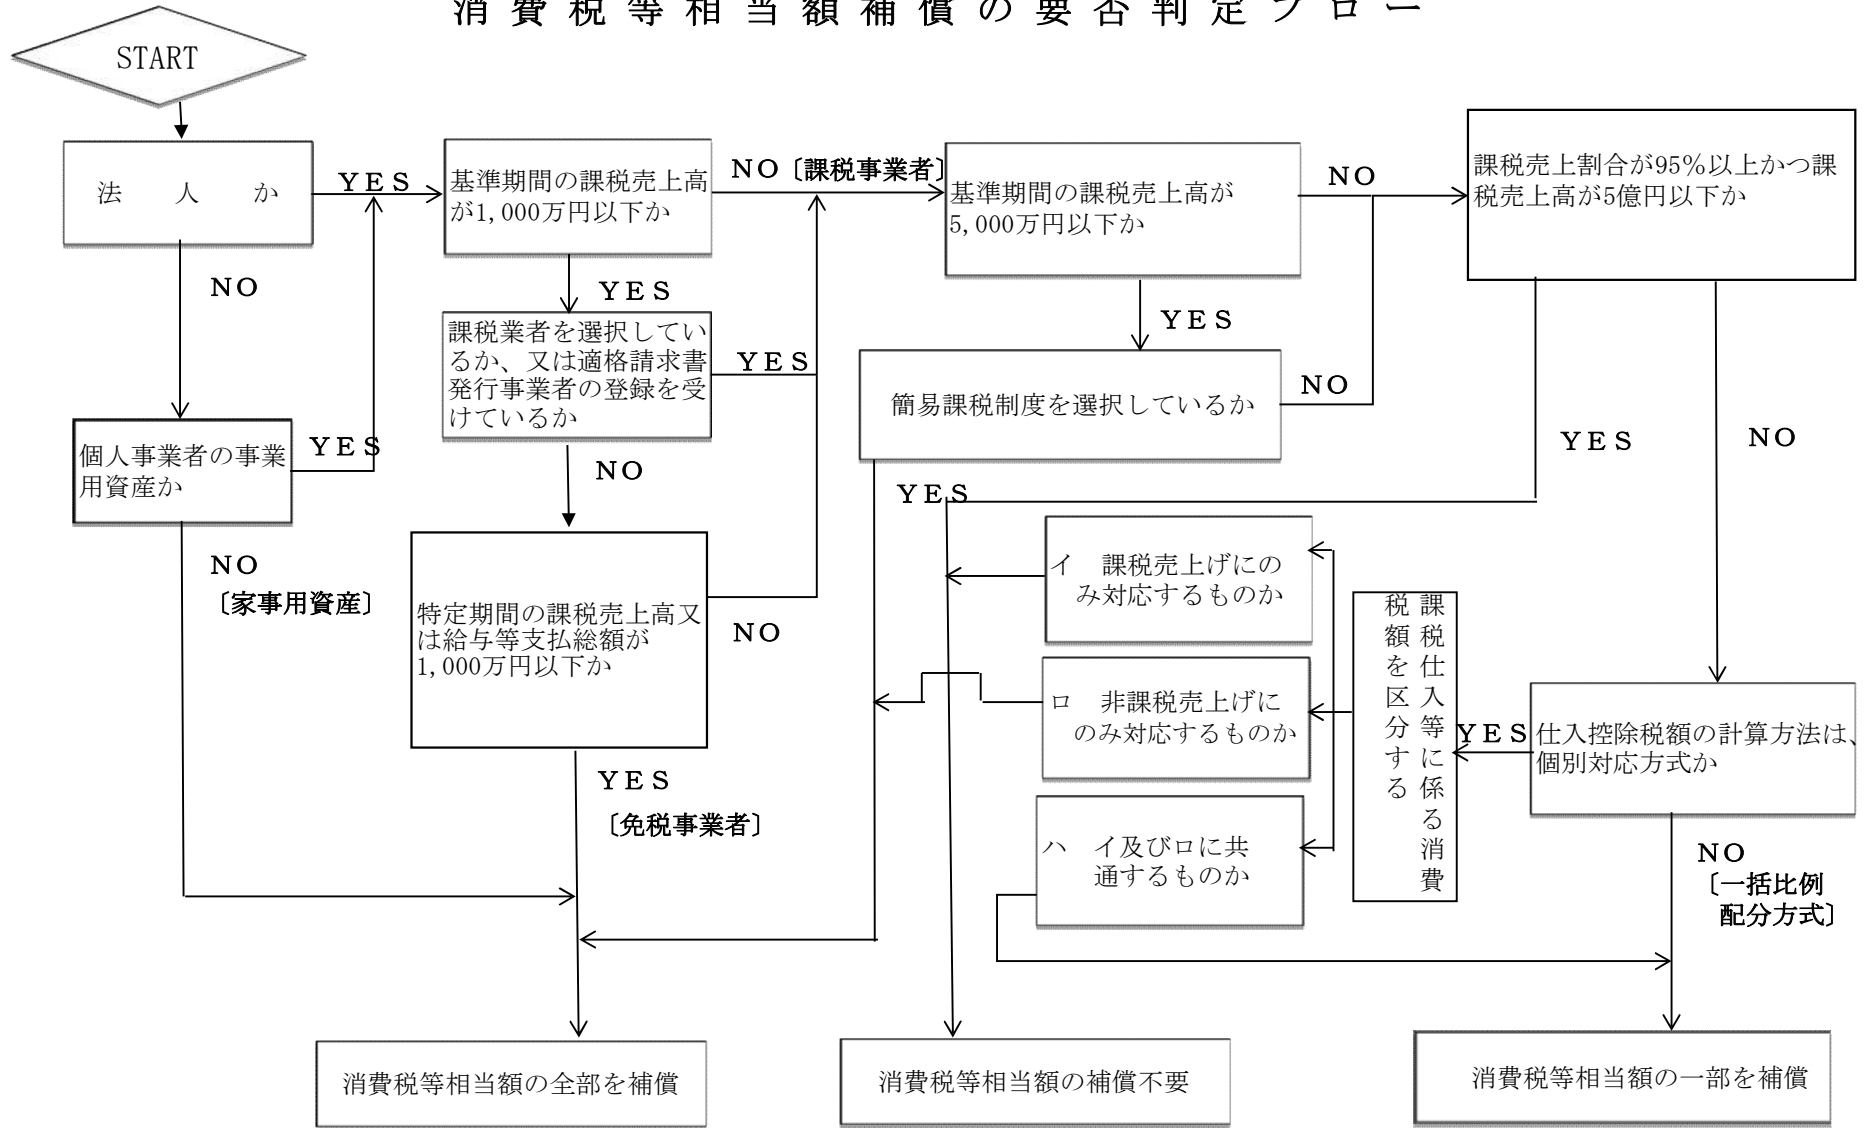 消費税等相当額補償の要否判定フロー
START
法人か
YES
NO
基準期間の課税売上高
が1,000万円以下か
NO〔課税事業者〕
YES
基準期間の課税売上高が
5,000万円以下か
NO
YES
課税売上割合が95％以上かつ課
税売上高が5億円以下か
YES
NO
課税業者を選択してい
るか、又は適格請求書
発行事業者の登録を受
けているか
YES
NO
簡易課税制度を選択しているか
NO
YES
個人事業者の事業
用資産か
YES
NO
〔家事用資産〕
特定期間の課税売上高又
は給与等支払総額が
1,000万円以下か
NO
YES
〔免税事業者〕
イ　課税売上げにの
み対応するものか
ロ　非課税売上げに
のみ対応するものか
ハ　イ及びロに共
通するものか
課税仕入等に係る消費
税額を区分する
YES
仕入控除税額の計算方法は、
個別対応方式か
NO
〔一括比例
配分方式〕
消費税等相当額の全部を補償
消費税等相当額の補償不要
消費税等相当額の一部を補償